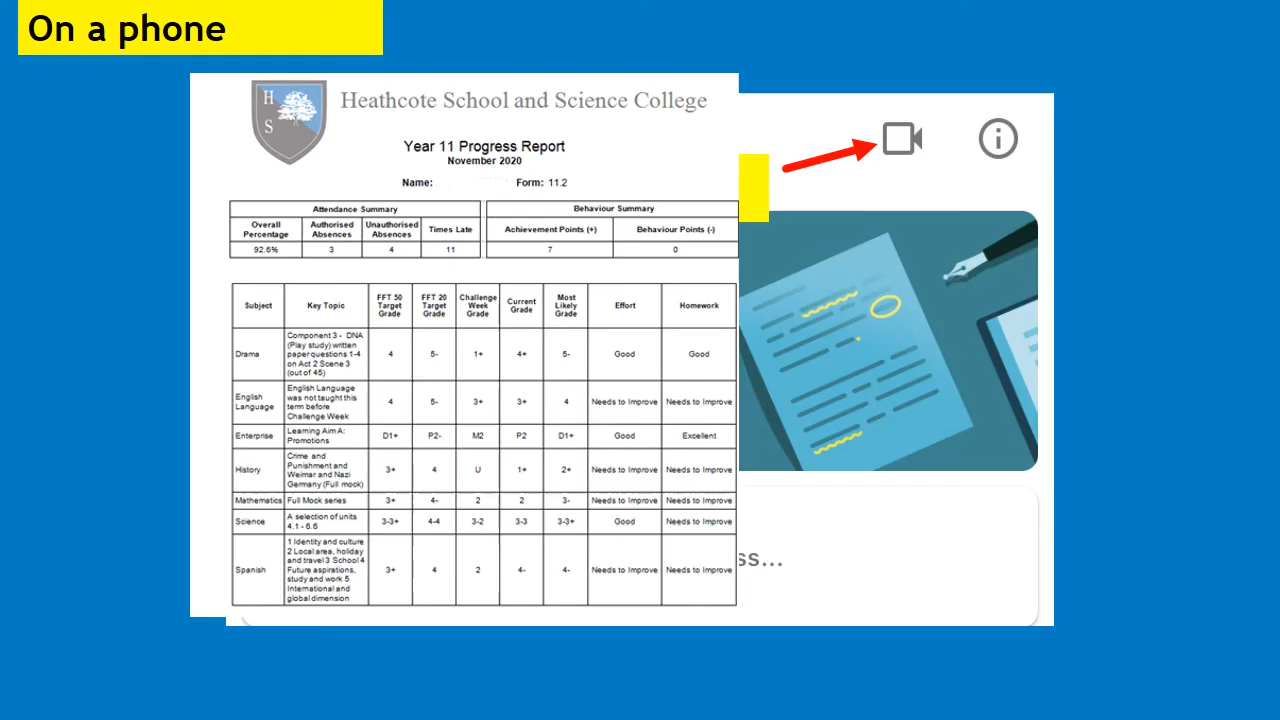 On a phone
H
S
Heathcote School and Science College
Year 11 Progress Report
November 2020
Name: Form: 11.2
Attendance Summary Behaviour Summary
Overall Percentage Authorised Absences Unauthorised Absences Times Late Achievement Points (+) Behaviour Points (-)
92.6% 3 4 11 7 0
Subject Key Topic FFT 50 Target Grade FFT 20 Target Grade Challenge Week Grade Current Grade Most Likely Grade Effort Homework
Drama Component 3 - DNA (Play study) written paper questions 1-4 on Act 2 Scene 3 (out of 45) 4 5- 1+ 4+ 5- Good Good
English Language English Language was not taught this term before Challenge Week 4 5- 3+ 3+ 4 Needs to Improve Needs to Improve
Enterprise Learning Aim A: Promotions D1+ P2- M2 P2 D1+ Good Excellent
History Crime and Punishment and Weimar and Nazi Germany (Full mock) 3+ 4 U 1+ 2+ Needs to Improve Needs to Improve
Mathematics Full Mock series 3+ 4- 2 2 3- Needs to Improve Needs to Improve
Science A selection of units 4.1 - 6.6 3-3+ 4-4 3-2 3-3 3-3+ Good Needs to Improve
Spanish 1 Identity and culture 2 Local area, holiday and travel 3 School 4 Future aspirations, study and work 5 International and global dimension 3+ 4 2 4- 4- Needs to Improve Needs to Improve
ss...